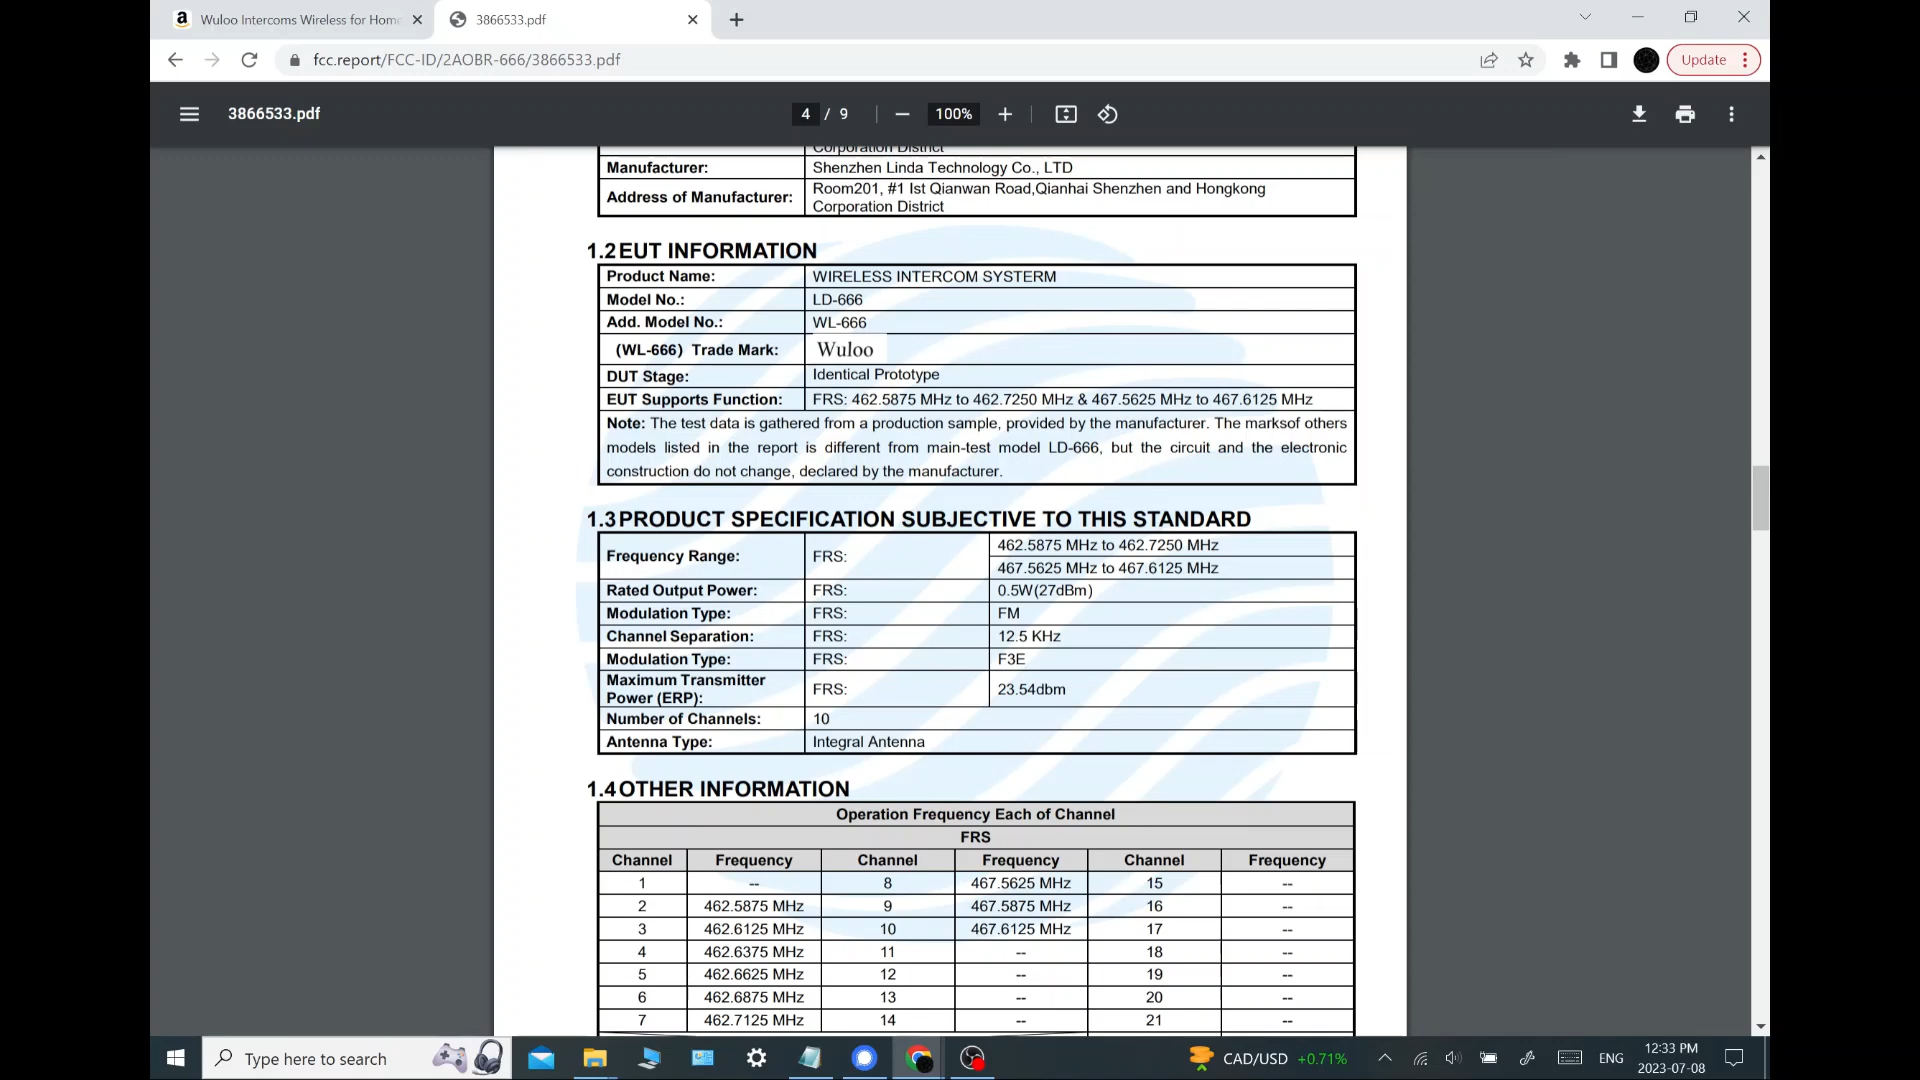 Wuloo Intercoms Wireless for Home
3866533.pdf
fcc.report/FCC-ID/2AOBR-666/3866533.pdf
Update
3866533.pdf
4 / 9
100%
Corporation District
Manufacturer: Shenzhen Linda Technology Co., LTD
Address of Manufacturer: Room201, #1 Ist Qianwan Road,Qianhai Shenzhen and Hongkong
Corporation District
1.2EUT INFORMATION
Product Name: WIRELESS INTERCOM SYSTERM
Model No.: LD-666
Add. Model No.: WL-666
(WL-666) Trade Mark: Wuloo
DUT Stage: Identical Prototype
EUT Supports Function: FRS: 462.5875 MHz to 462.7250 MHz & 467.5625 MHz to 467.6125 MHz
Note: The test data is gathered from a production sample, provided by the manufacturer. The marksof others
models listed in the report is different from main-test model LD-666, but the circuit and the electronic
construction do not change, declared by the manufacturer.
1.3PRODUCT SPECIFICATION SUBJECTIVE TO THIS STANDARD
Frequency Range: FRS: 462.5875 MHz to 462.7250 MHz
467.5625 MHz to 467.6125 MHz
Rated Output Power: FRS: 0.5W(27dBm)
Modulation Type: FRS: FM
Channel Separation: FRS: 12.5 KHz
Modulation Type: FRS: F3E
Maximum Transmitter
Power (ERP): FRS: 23.54dbm
Number of Channels: 10
Antenna Type: Integral Antenna
1.4OTHER INFORMATION
Operation Frequency Each of Channel
FRS
Channel Frequency Channel Frequency Channel Frequency
1 -- 8 467.5625 MHz 15 --
2 462.5875 MHz 9 467.5875 MHz 16 --
3 462.6125 MHz 10 467.6125 MHz 17 --
4 462.6375 MHz 11 -- 18 --
5 462.6625 MHz 12 -- 19 --
6 462.6875 MHz 13 -- 20 --
7 462.7125 MHz 14 -- 21 --
Type here to search
CAD/USD +0.71%
ENG
12:33 PM
2023-07-08